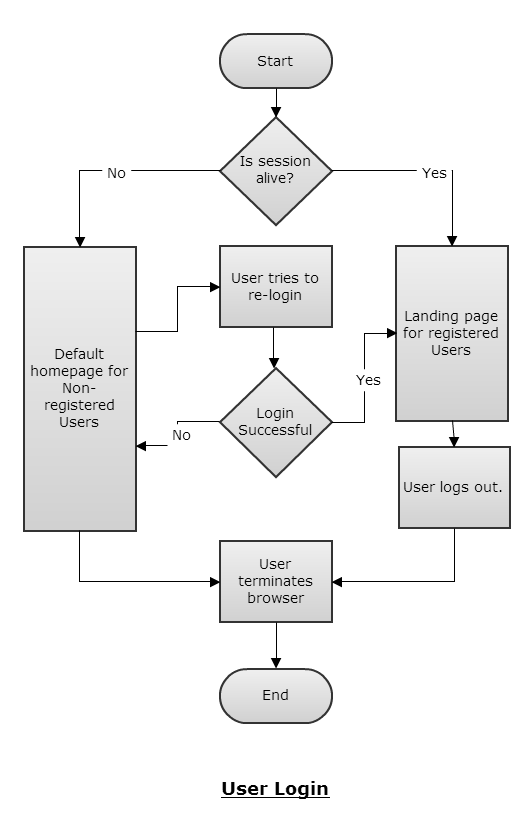 Start
Is session
alive?
No
Yes
User tries to
re-login
Landing page
for registered
Users
Default
homepage for
Non-
registered
Users
Yes
Login
Successful
No
User logs out.
User
terminates
browser
End
User Login